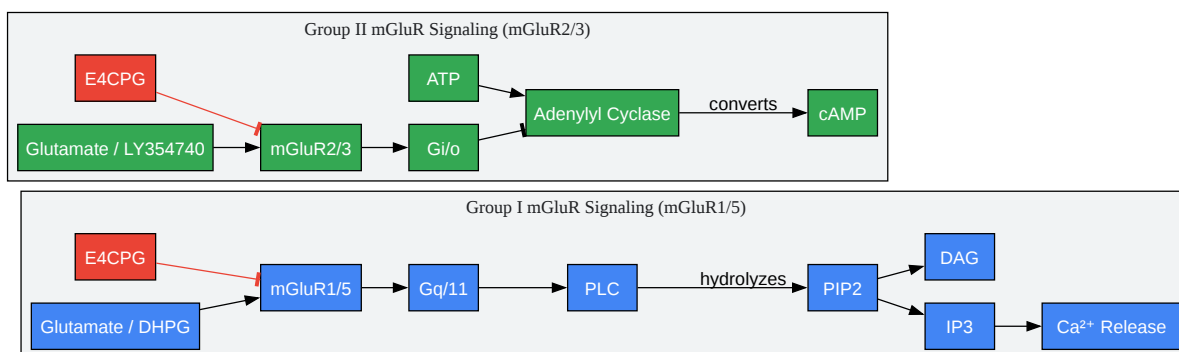 Group II mGluR Signaling (mGluR2/3)
E4CPG
ATP
Adenylyl Cyclase
converts
cAMP
Glutamate / LY354740
mGluR2/3
Gi/o
Group I mGluR Signaling (mGluR1/5)
E4CPG
mGluR1/5
Gq/11
PLC
hydrolyzes
PIP2
DAG
Glutamate / DHPG
IP3
Ca²⁺ Release